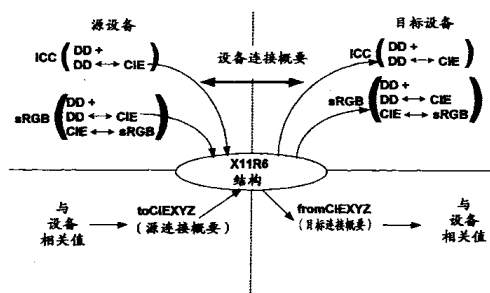 源设备
目标设备
ICC ( DD +
DD ↔ CIE )
设备连接概要
ICC ( DD +
DD ↔ CIE )
sRGB ( DD +
DD ↔ CIE
CIE ↔ sRGB )
sRGB ( DD +
DD ↔ CIE
CIE ↔ sRGB )
X11R6
结构
与
设备
相关值
toCIEXYZ
(源连接概要)
fromCIEXYZ
(目标连接概要)
与
设备
相关值